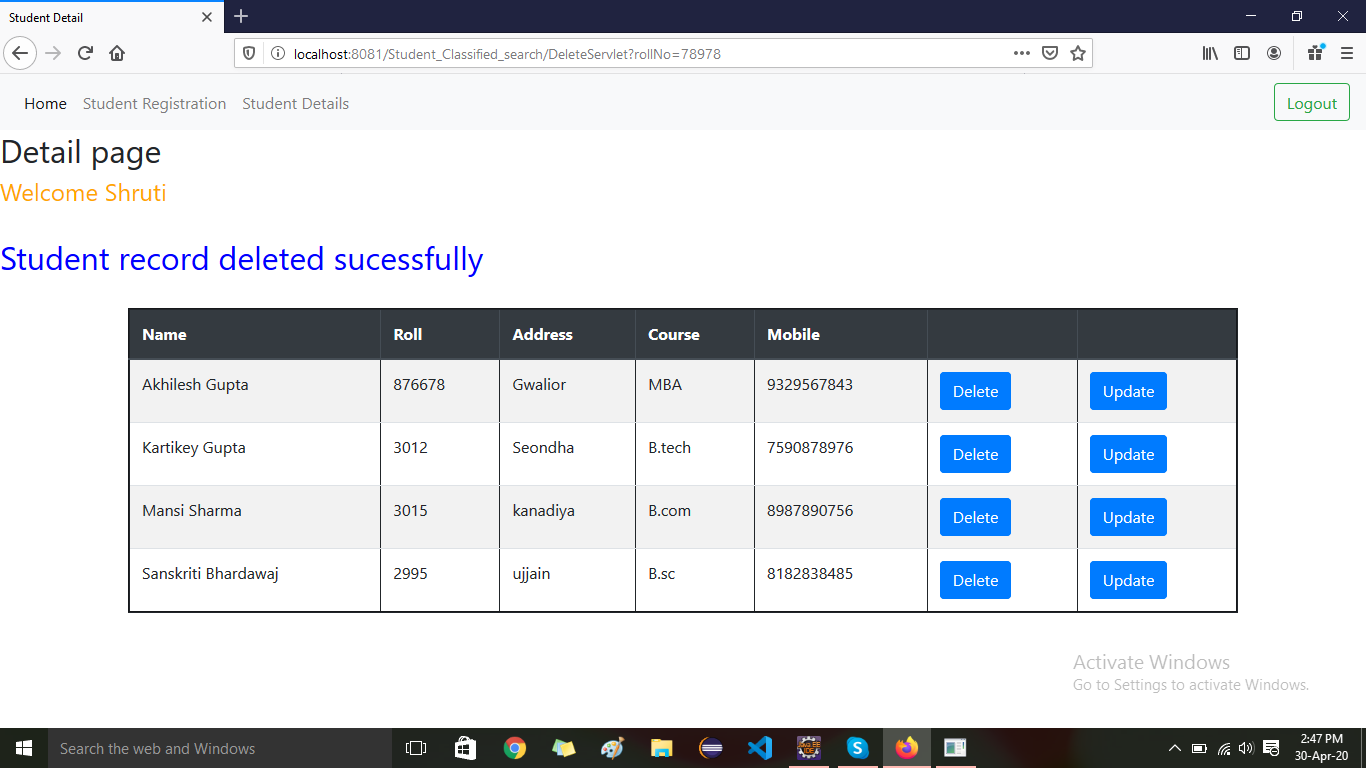 Student Detail
localhost:8081/Student_Classified_search/DeleteServlet?rollNo=78978
Home Student Registration Student Details Logout
Detail page
Welcome Shruti
Student record deleted sucessfully
Name Roll Address Course Mobile
Akhilesh Gupta 876678 Gwalior MBA 9329567843 Delete Update
Kartikey Gupta 3012 Seondha B.tech 7590878976 Delete Update
Mansi Sharma 3015 kanadiya B.com 8987890756 Delete Update
Sanskriti Bhardawaj 2995 ujjain B.sc 8182838485 Delete Update
Activate Windows
Go to Settings to activate Windows.
Search the web and Windows
2:47 PM
30-Apr-20